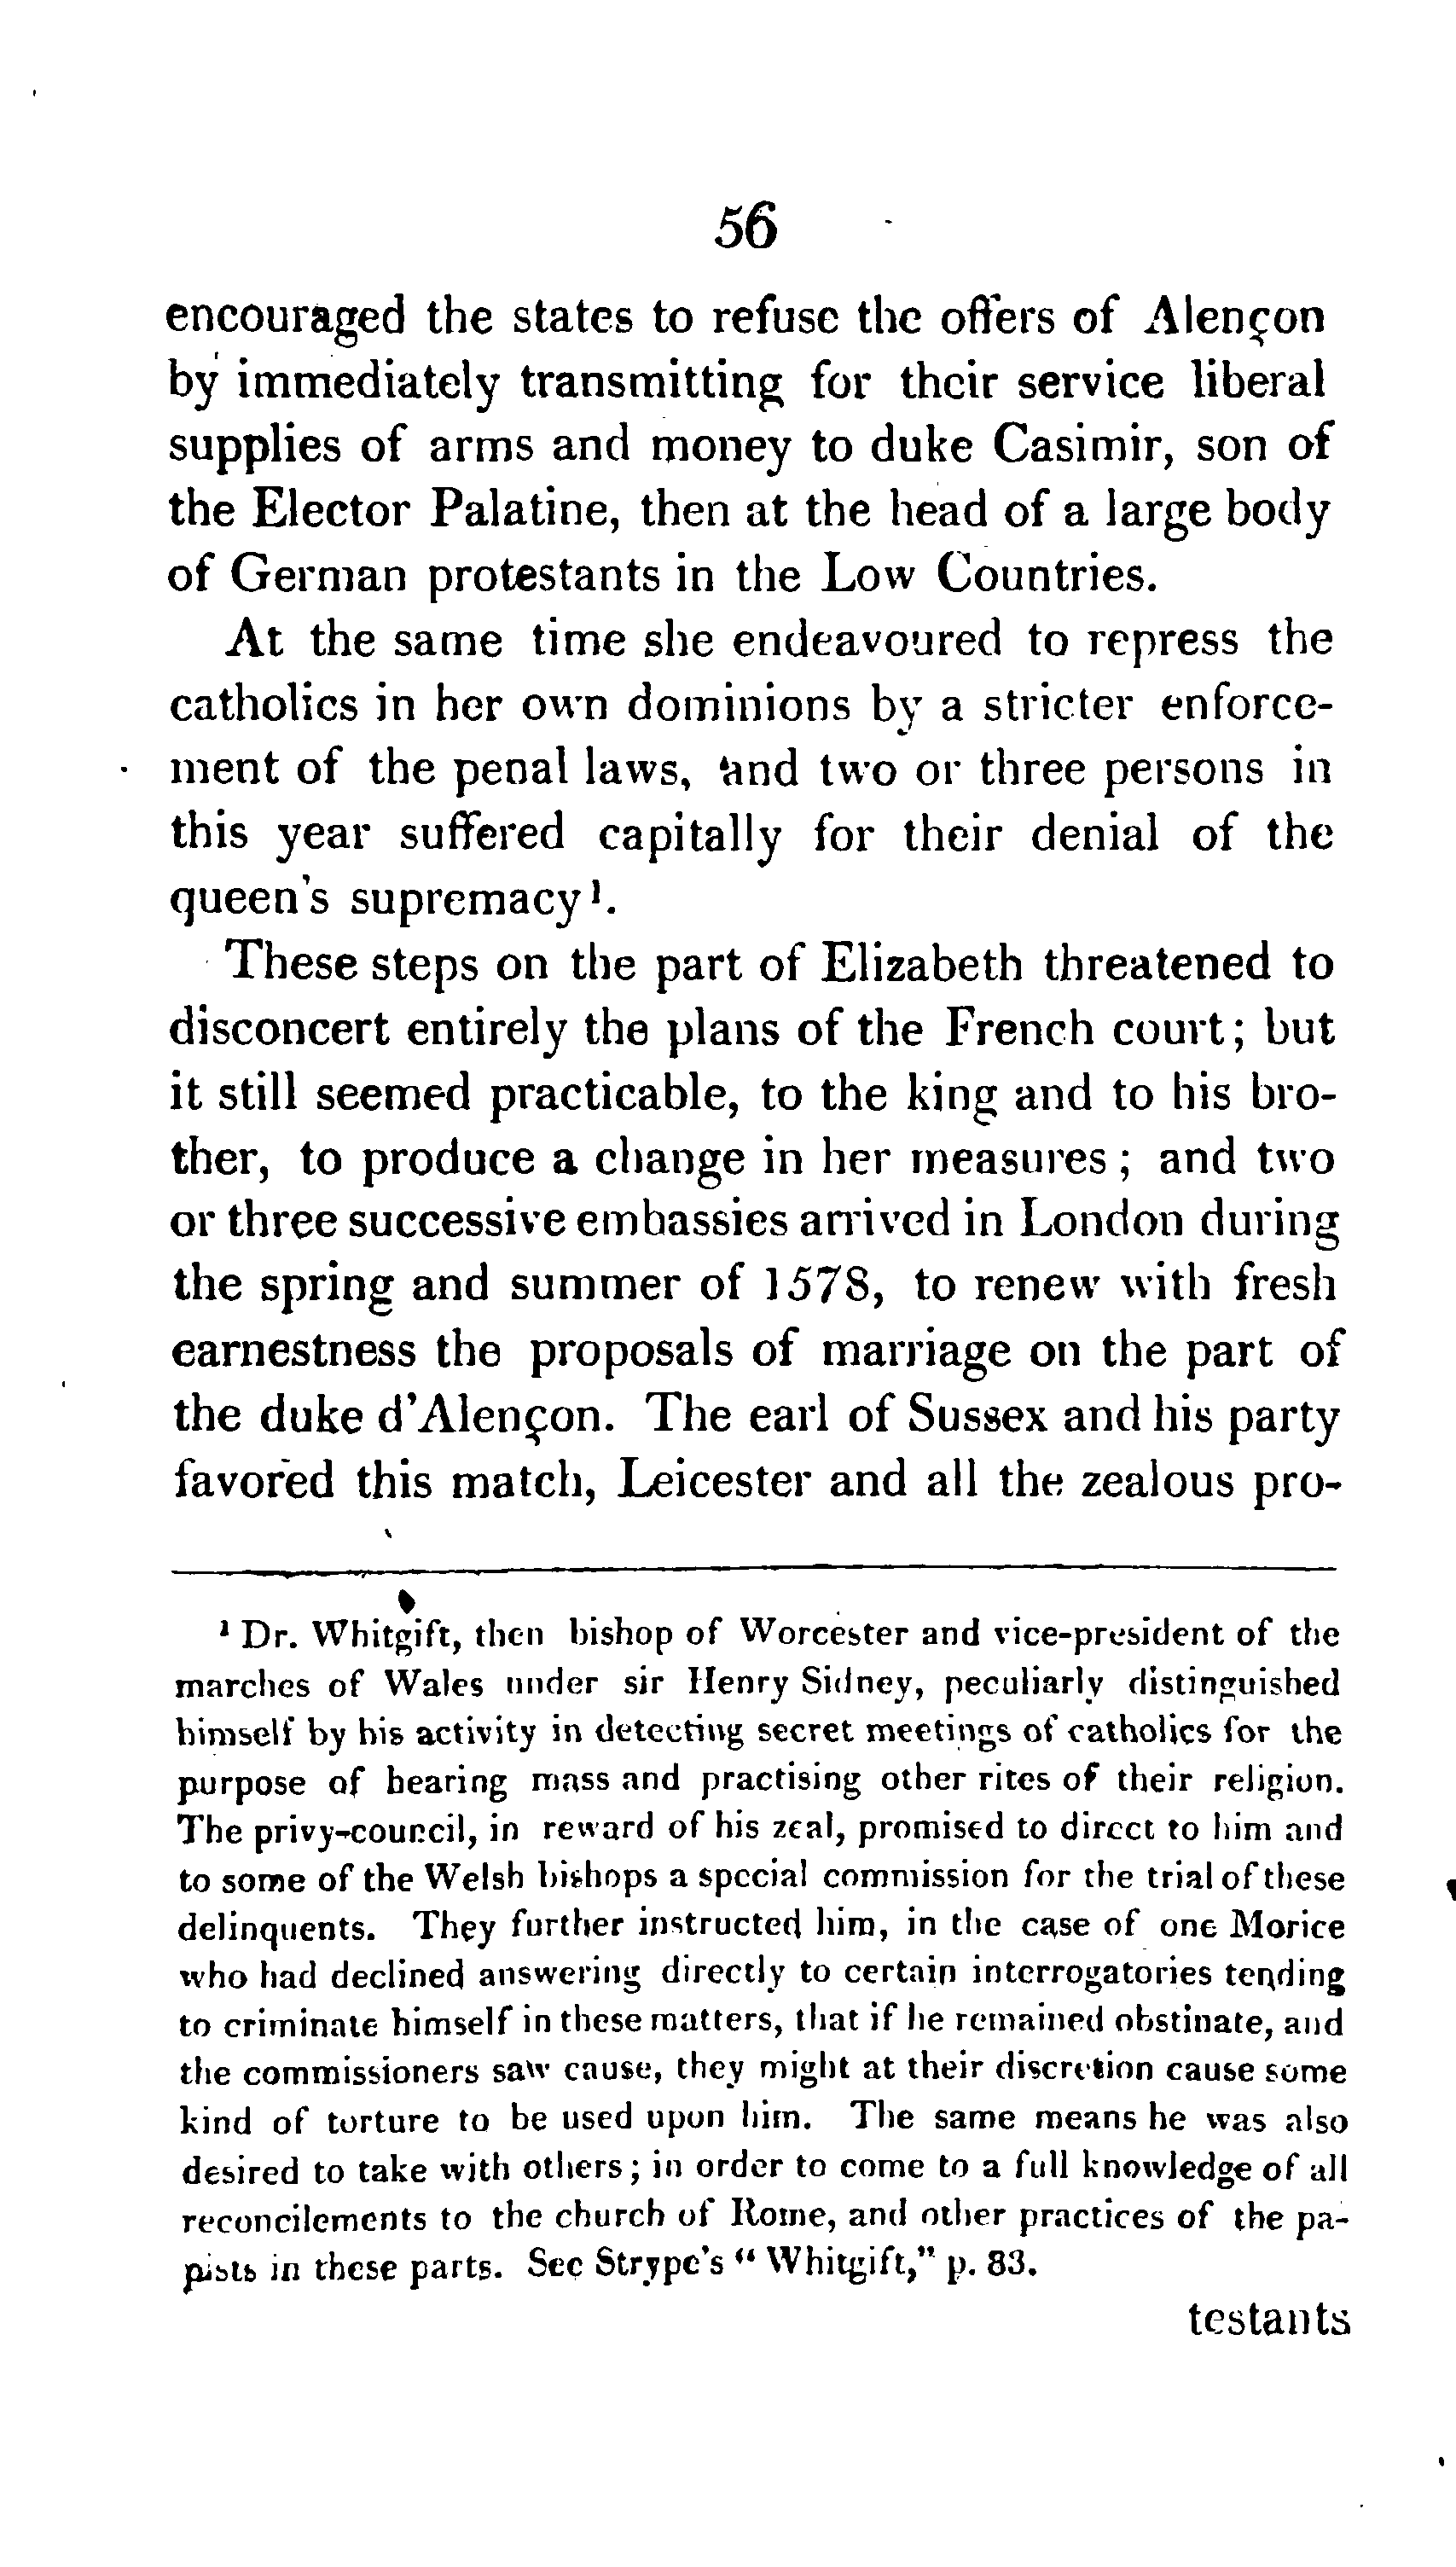 56
encouraged the states to refuse the offers of Alençon
by immediately transmitting for their service liberal
supplies of arms and money to duke Casimir, son of
the Elector Palatine, then at the head of a large body
of German protestants in the Low Countries.
At the same time she endeavoured to repress the
catholics in her own dominions by a stricter enforce-
ment of the penal laws, and two or three persons in
this year suffered capitally for their denial of the
queen's supremacy¹.
These steps on the part of Elizabeth threatened to
disconcert entirely the plans of the French court; but
it still seemed practicable, to the king and to his bro-
ther, to produce a change in her measures; and two
or three successive embassies arrived in London during
the spring and summer of 1578, to renew with fresh
earnestness the proposals of marriage on the part of
the duke d'Alençon. The earl of Sussex and his party
favored this match, Leicester and all the zealous pro-
¹ Dr. Whitgift, then bishop of Worcester and vice-president of the
marches of Wales under sir Henry Sidney, peculiarly distinguished
himself by his activity in detecting secret meetings of catholics for the
purpose of hearing mass and practising other rites of their religion.
The privy-council, in reward of his zeal, promised to direct to him and
to some of the Welsh bishops a special commission for the trial of these
delinquents. They further instructed him, in the case of one Morice
who had declined answering directly to certain interrogatories tending
to criminate himself in these matters, that if he remained obstinate, and
the commissioners saw cause, they might at their discretion cause some
kind of torture to be used upon him. The same means he was also
desired to take with others; in order to come to a full knowledge of all
reconcilements to the church of Rome, and other practices of the pa-
pists in these parts. See Strype's "Whitgift," p. 83.
testants